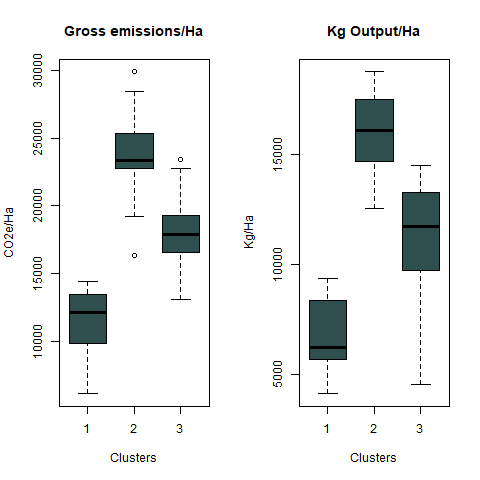 Gross emissions/Ha
CO2e/Ha
30000
25000
20000
15000
10000
1 2 3
Clusters
Kg Output/Ha
Kg/Ha
15000
10000
5000
1 2 3
Clusters